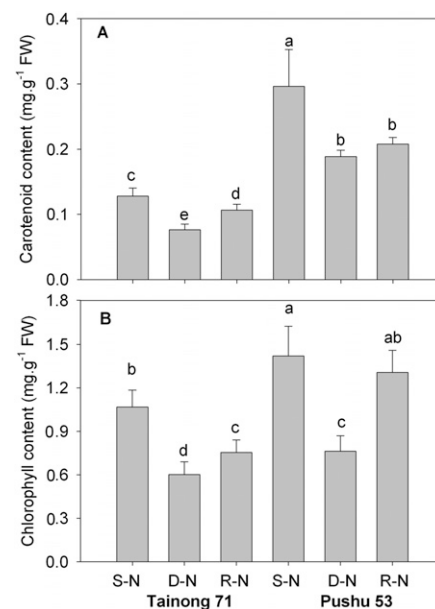 A
Carotenoid content (mg.g⁻¹ FW)
0.4
0.3
0.2
0.1
0.0
c
e
d
a
b
b
B
Chlorophyll content (mg.g⁻¹ FW)
1.8
1.5
1.2
0.9
0.6
0.3
0.0
b
d
c
a
c
ab
S-N D-N R-N S-N D-N R-N
Tainong 71 Pushu 53